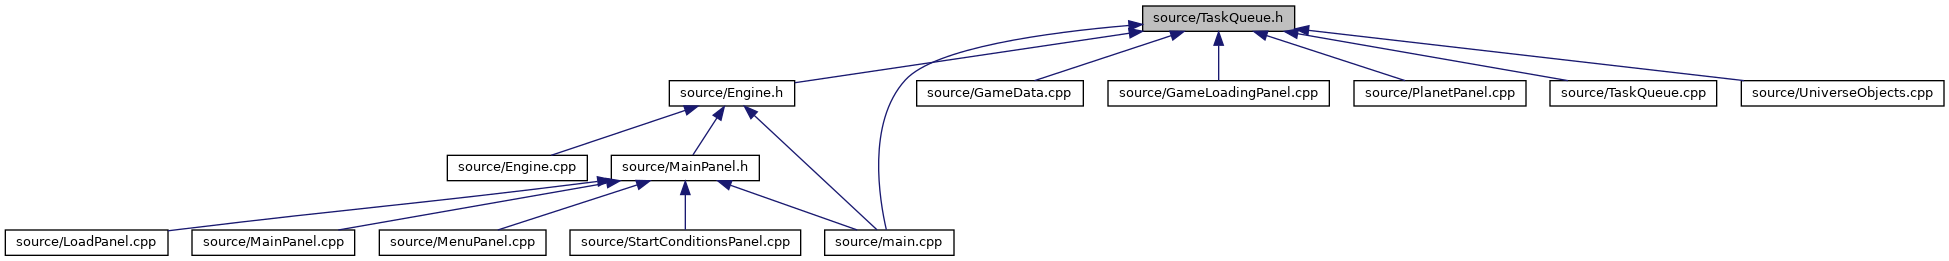 source/TaskQueue.h
source/Engine.h
source/GameData.cpp
source/GameLoadingPanel.cpp
source/PlanetPanel.cpp
source/TaskQueue.cpp
source/UniverseObjects.cpp
source/Engine.cpp
source/MainPanel.h
source/LoadPanel.cpp
source/MainPanel.cpp
source/MenuPanel.cpp
source/StartConditionsPanel.cpp
source/main.cpp